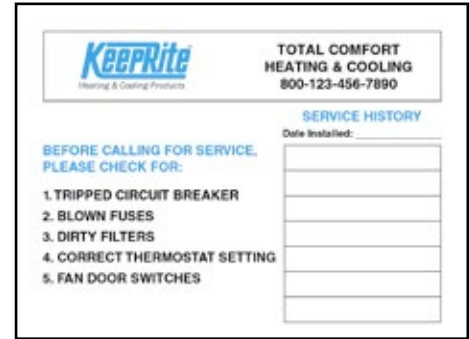 KeepRite
Heating & Cooling Products
TOTAL COMFORT
HEATING & COOLING
800-123-456-7890
SERVICE HISTORY
Date Installed:
BEFORE CALLING FOR SERVICE,
PLEASE CHECK FOR:
1. TRIPPED CIRCUIT BREAKER
2. BLOWN FUSES
3. DIRTY FILTERS
4. CORRECT THERMOSTAT SETTING
5. FAN DOOR SWITCHES